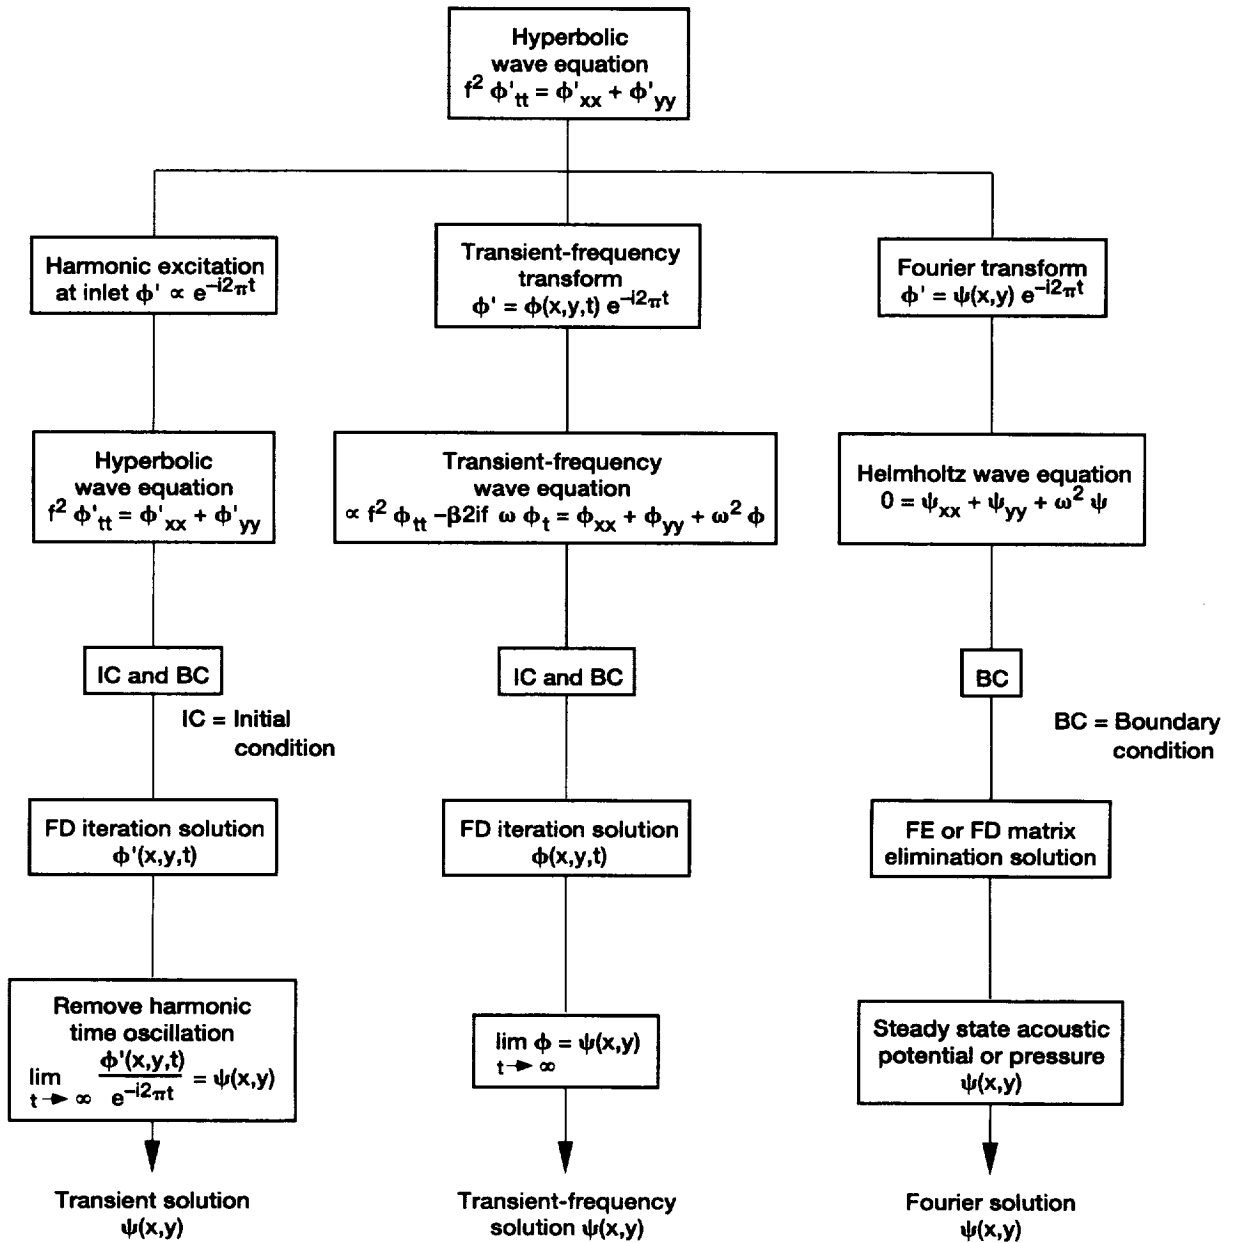 Hyperbolic
wave equation
f² ϕ'tt = ϕ'xx + ϕ'yy
Harmonic excitation
at inlet ϕ' ∝ e^−i2πt
Transient-frequency
transform
ϕ' = ϕ(x,y,t) e^−i2πt
Fourier transform
ϕ' = ψ(x,y) e^−i2πt
Hyperbolic
wave equation
f² ϕ'tt = ϕ'xx + ϕ'yy
Transient-frequency
wave equation
∝ f² ϕtt −β2if ω ϕt = ϕxx + ϕyy + ω² ϕ
Helmholtz wave equation
0 = ψxx + ψyy + ω² ψ
IC and BC
IC = Initial
condition
IC and BC
BC
BC = Boundary
condition
FD iteration solution
ϕ'(x,y,t)
FD iteration solution
ϕ(x,y,t)
FE or FD matrix
elimination solution
Remove harmonic
time oscillation
lim t → ∞ ϕ'(x,y,t) / e^−i2πt = ψ(x,y)
lim ϕ = ψ(x,y)
t → ∞
Steady state acoustic
potential or pressure
ψ(x,y)
Transient solution
ψ(x,y)
Transient-frequency
solution ψ(x,y)
Fourier solution
ψ(x,y)